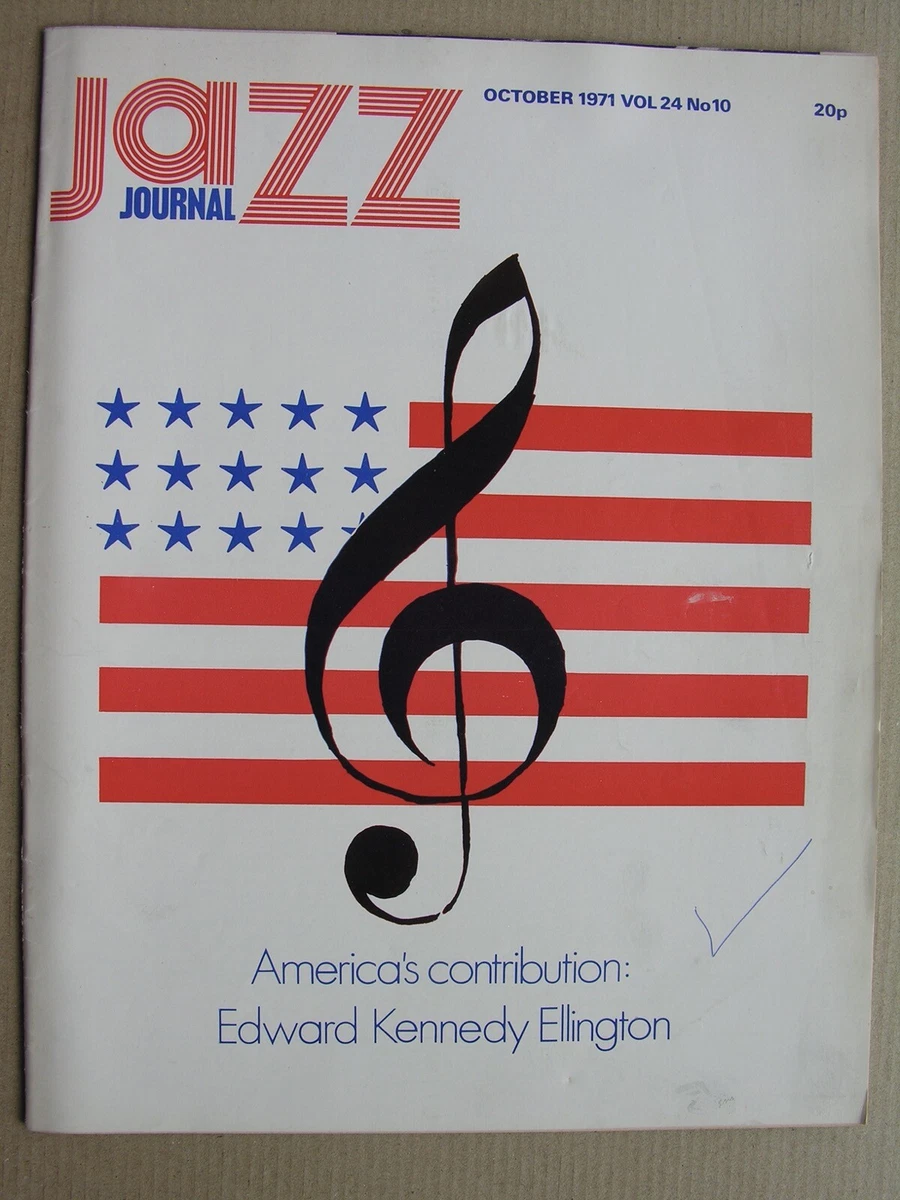 jazz
JOURNAL
OCTOBER 1971 VOL 24 No10
20p
America's contribution:
Edward Kennedy Ellington